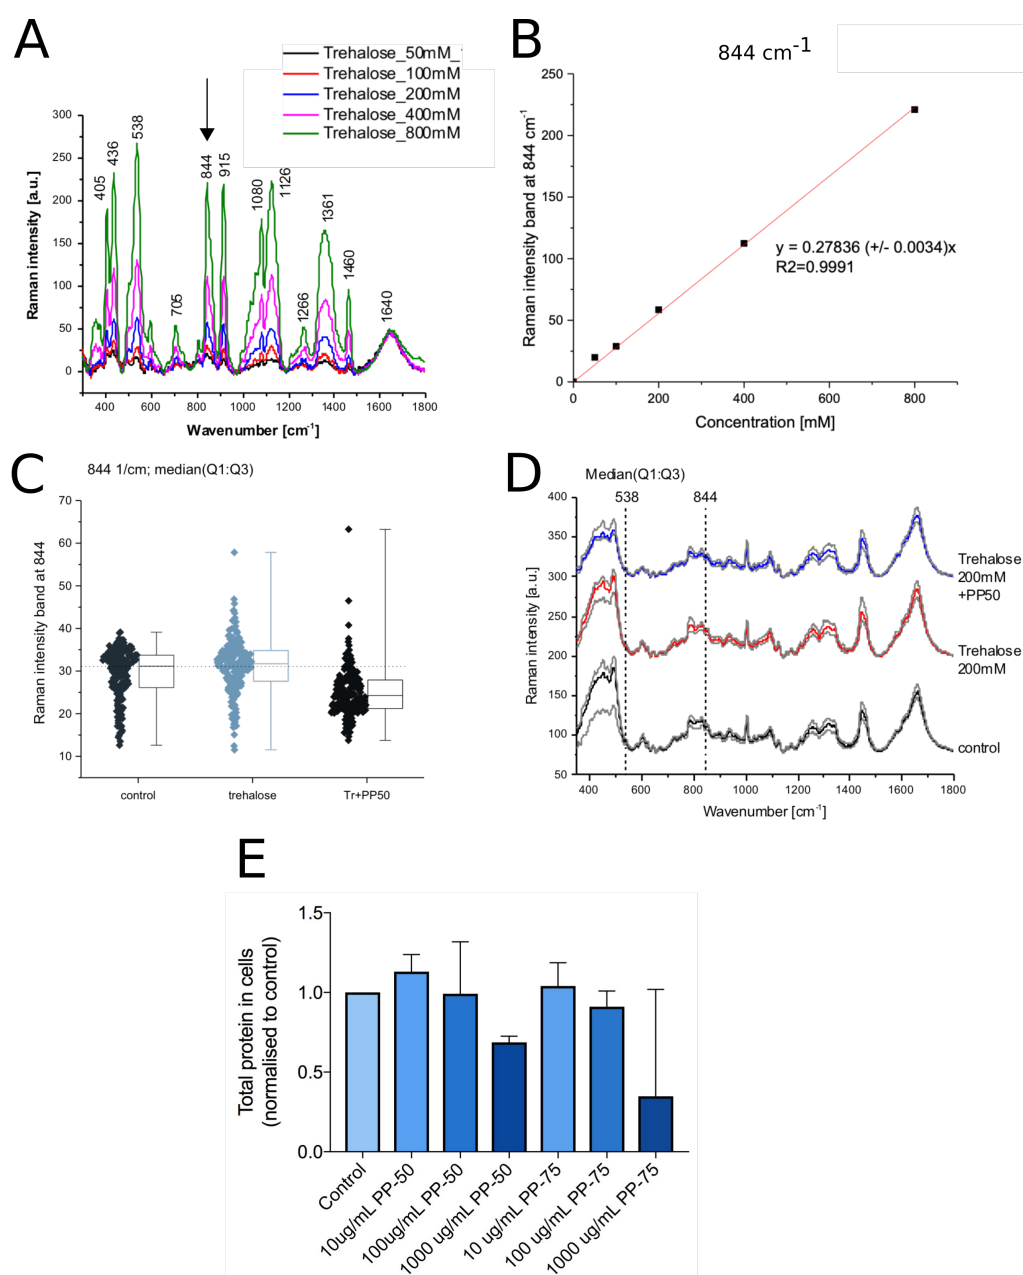 A
Trehalose_50mM_
Trehalose_100mM
Trehalose_200mM
Trehalose_400mM
Trehalose_800mM
Raman intensity [a.u.]
300
250
200
150
100
50
0
405
436
538
705
844
915
1080
1126
1266
1361
1460
1640
400 600 800 1000 1200 1400 1600 1800
Wavenumber [cm-1]
B
844 cm-1
Raman intensity band at 844 cm-1
250
200
150
100
50
0
y = 0.27836 (+/- 0.0034)x
R2=0.9991
0 200 400 600 800
Concentration [mM]
C
844 1/cm; median(Q1:Q3)
Raman intensity band at 844
70
60
50
40
30
20
10
control trehalose Tr+PP50
D
Median(Q1:Q3)
538 844
Raman intensity [a.u.]
400
350
300
250
200
150
100
50
Trehalose
200mM
+PP50
Trehalose
200mM
control
400 600 800 1000 1200 1400 1600 1800
Wavenumber [cm-1]
E
Total protein in cells
(normalised to control)
1.5
1.0
0.5
0.0
Control
10ug/mL PP-50
100ug/mL PP-50
1000 ug/mL PP-50
10 ug/mL PP-75
100 ug/mL PP-75
1000 ug/mL PP-75